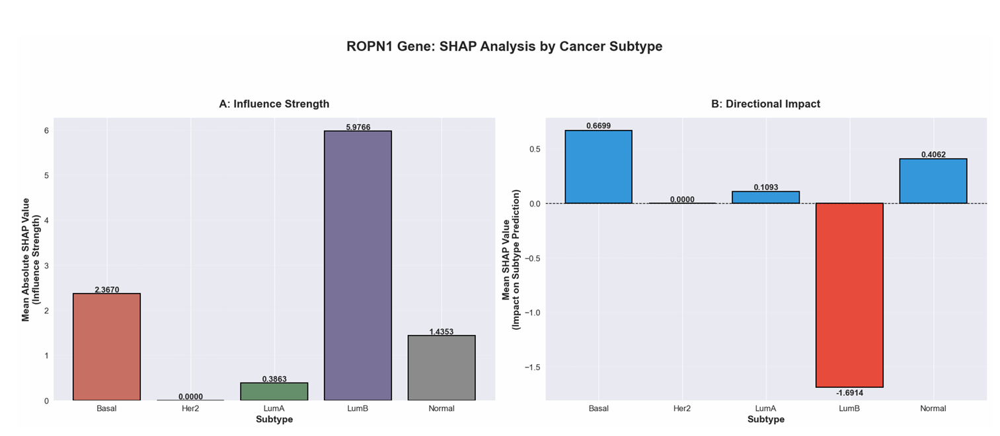 ROPN1 Gene: SHAP Analysis by Cancer Subtype
A: Influence Strength
Mean Absolute SHAP Value
(Influence Strength)
6
5
4
3
2
1
0
2.3670
0.0000
0.3863
5.9766
1.4353
Basal
Her2
LumA
LumB
Normal
Subtype
B: Directional Impact
Mean SHAP Value
(Impact on Subtype Prediction)
0.5
0.0
−0.5
−1.0
−1.5
0.6699
0.0000
0.1093
-1.6914
0.4062
Basal
Her2
LumA
LumB
Normal
Subtype